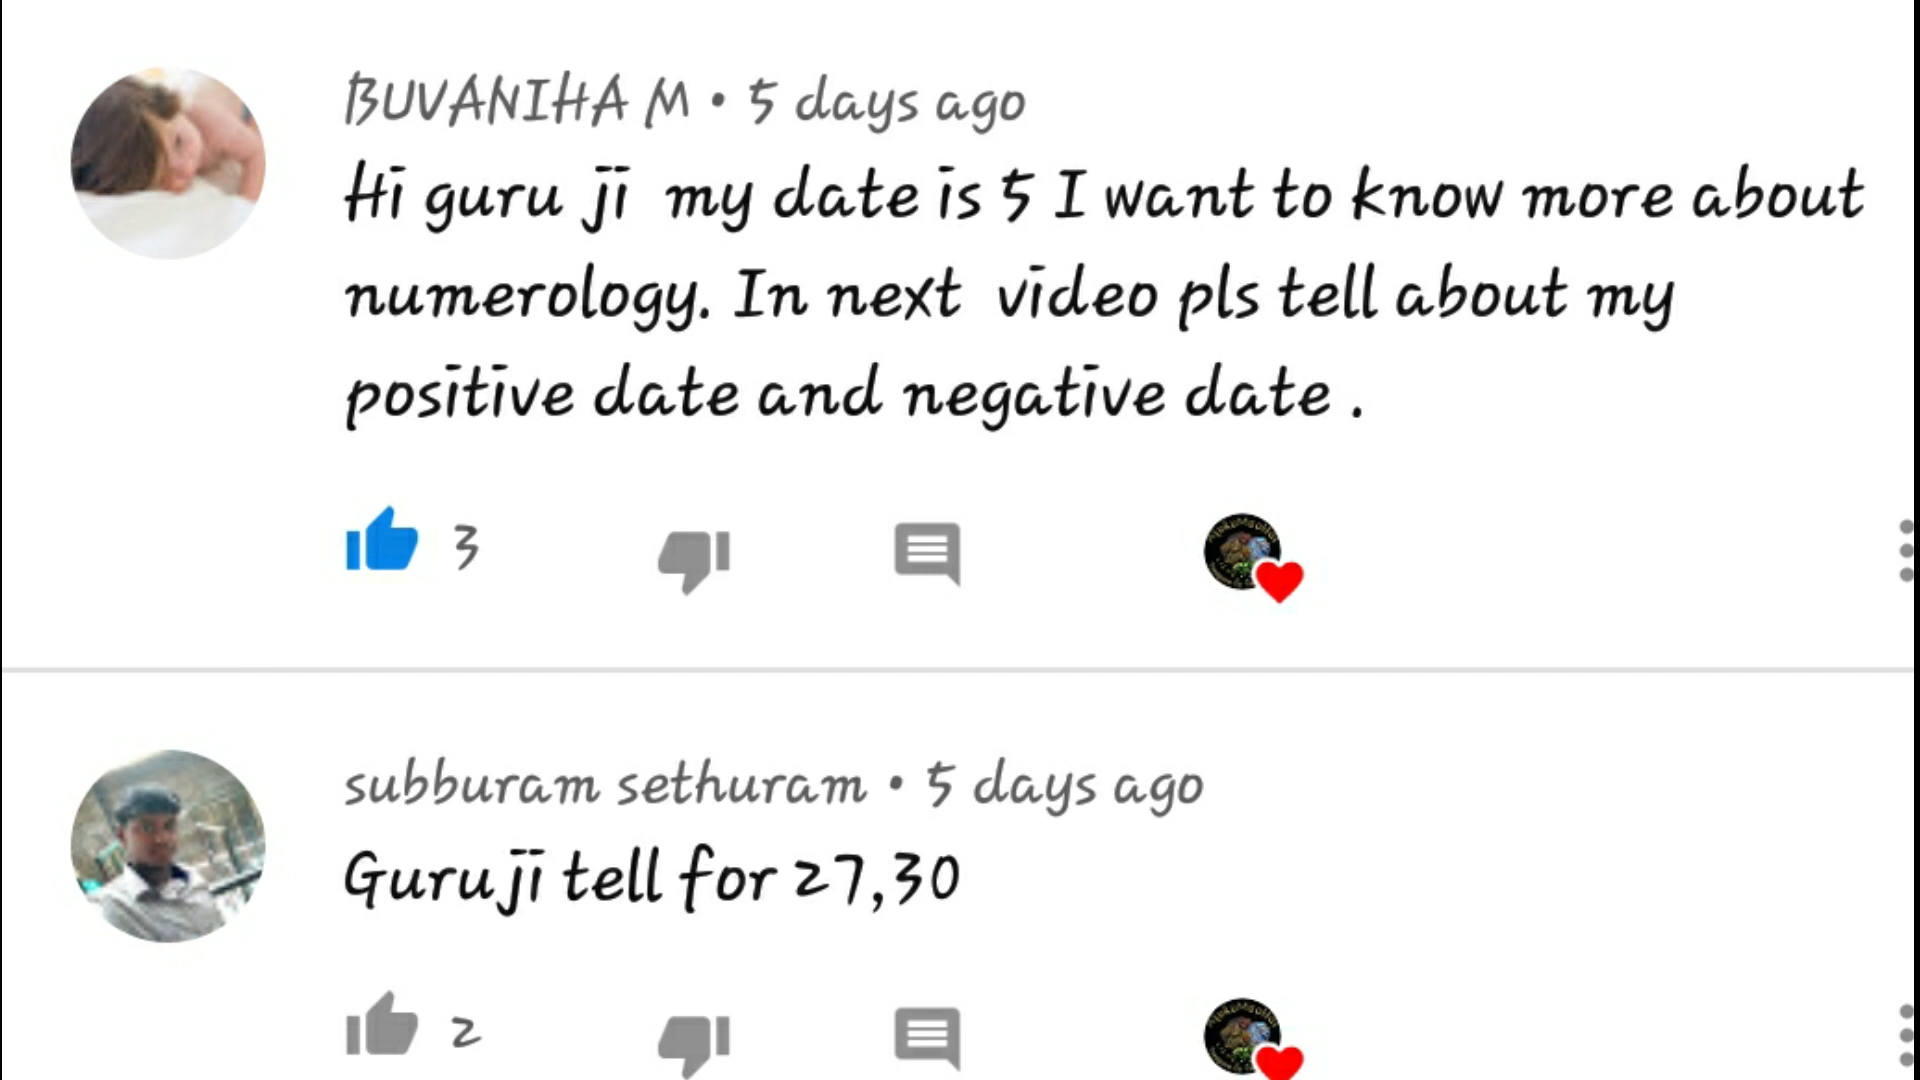 BUVANIHA M • 5 days ago
Hi guru ji  my date is 5 I want to know more about
numerology. In next  video pls tell about my
positive date and negative date .
3
subburam sethuram • 5 days ago
Guruji tell for 27,30
2